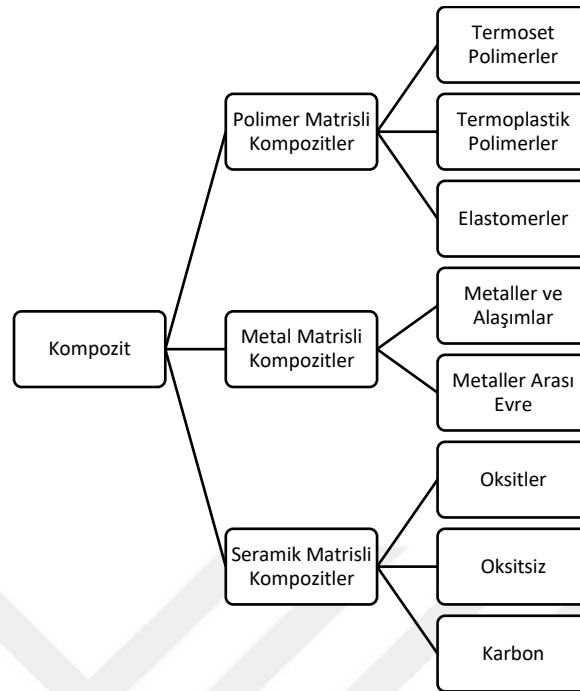 Kompozit
Polimer Matrisli
Kompozitler
Termoset
Polimerler
Termoplastik
Polimerler
Elastomerler
Metal Matrisli
Kompozitler
Metaller ve
Alaşımlar
Metaller Arası
Evre
Seramik Matrisli
Kompozitler
Oksitler
Oksitsiz
Karbon